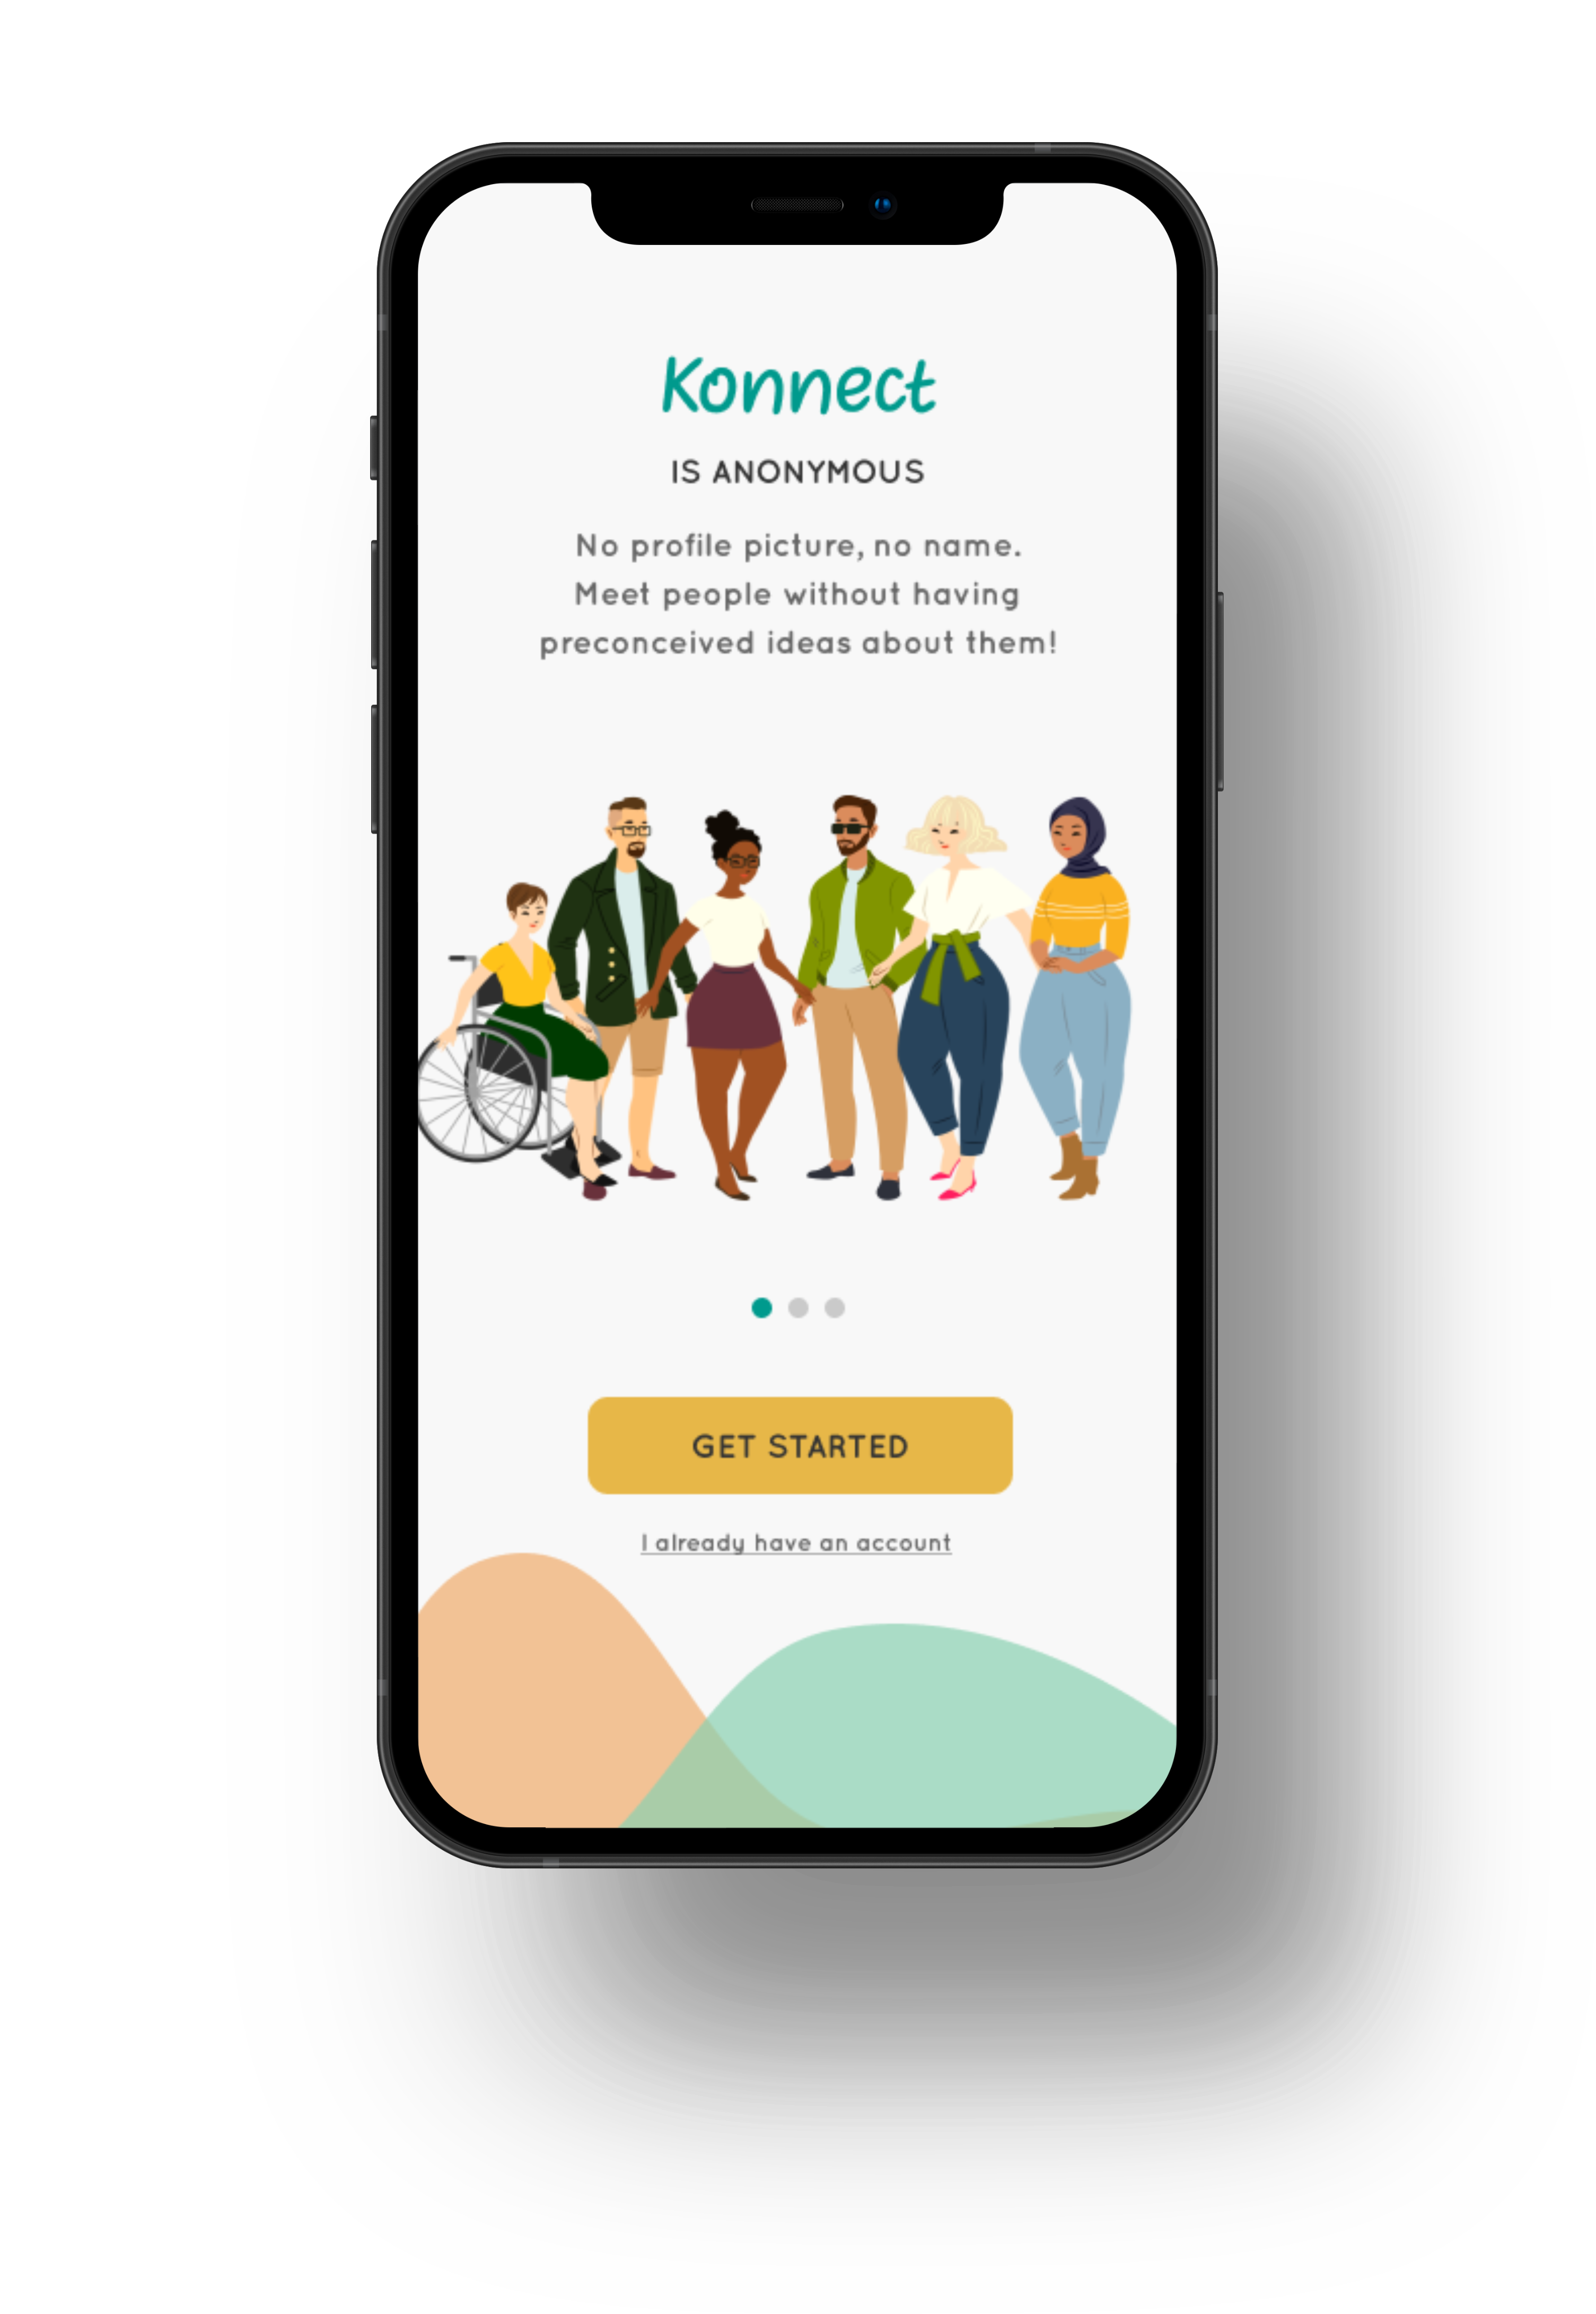 Konnect
IS ANONYMOUS
No profile picture, no name.
Meet people without having
preconceived ideas about them!
GET STARTED
I already have an account